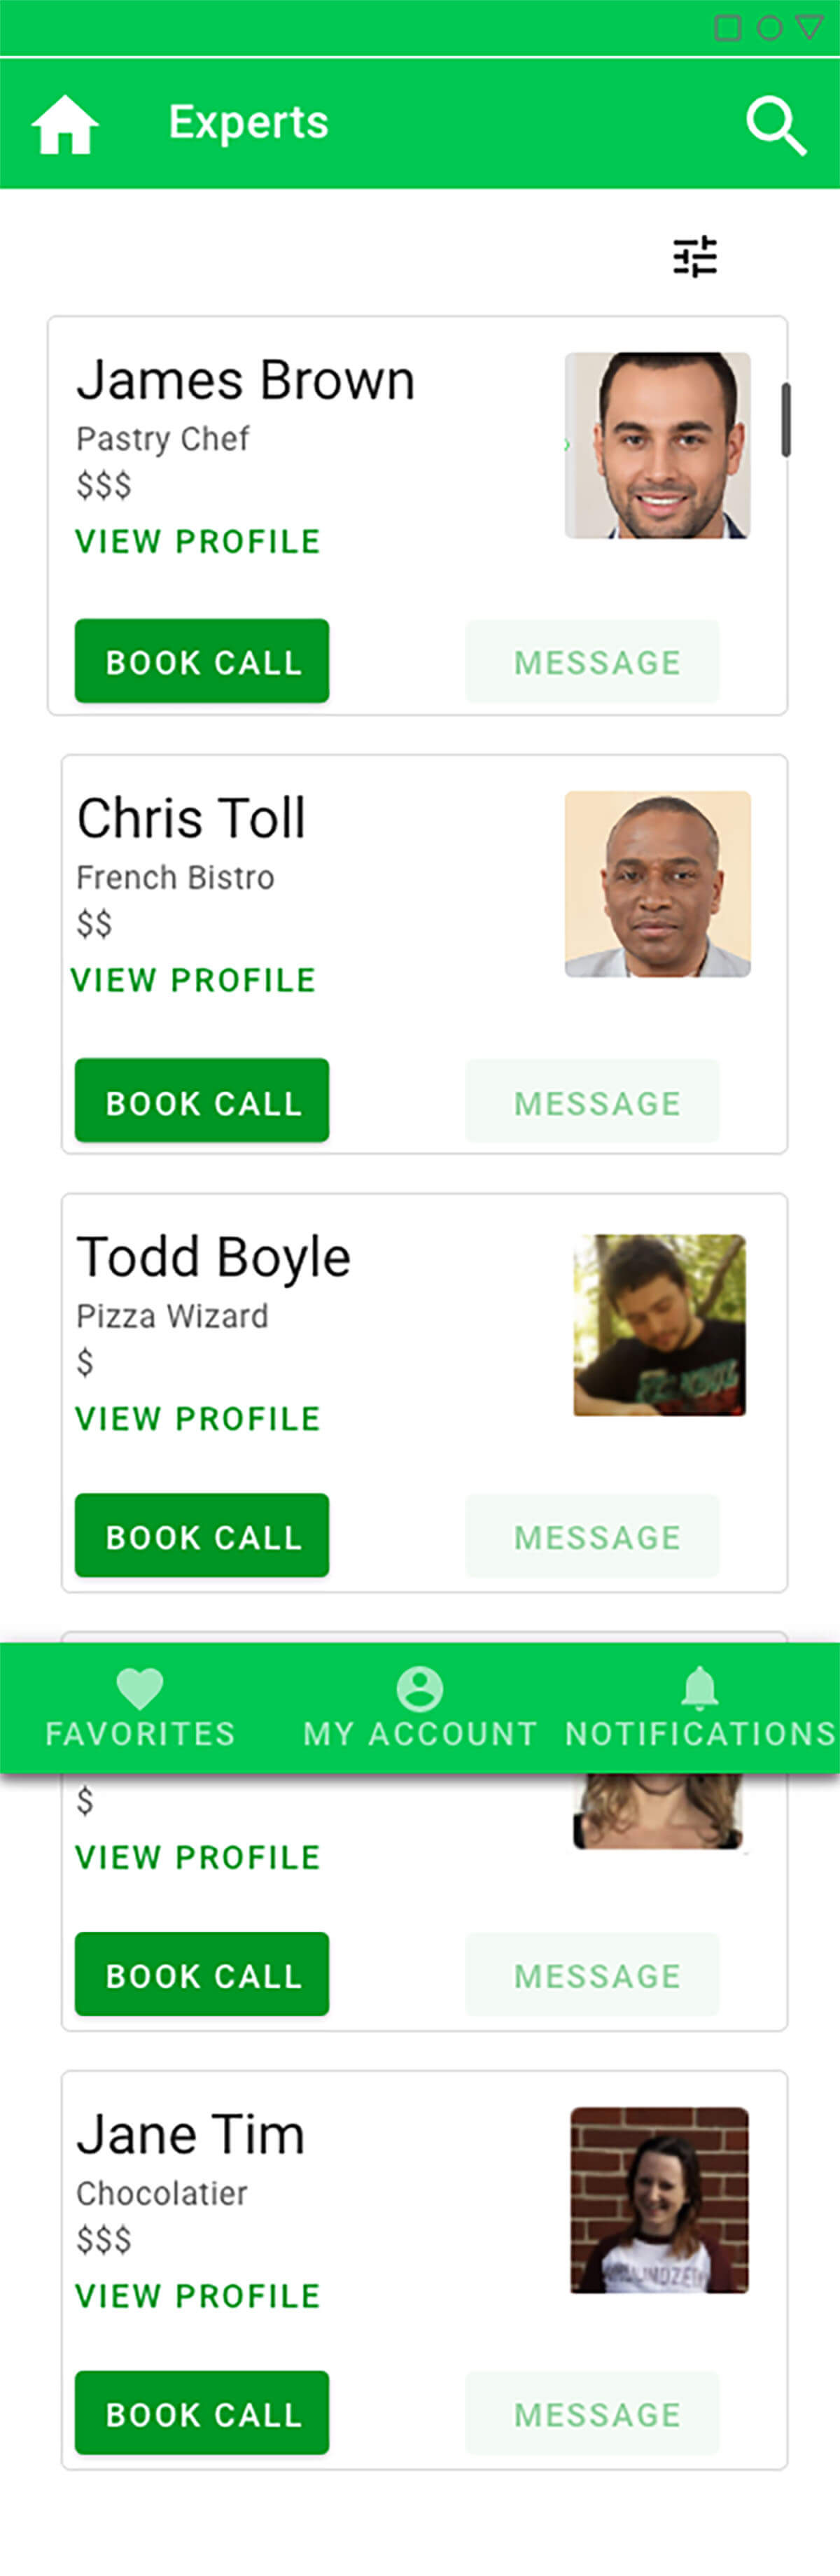 Experts
James Brown
Pastry Chef
$$$
VIEW PROFILE
BOOK CALL MESSAGE
Chris Toll
French Bistro
$$
VIEW PROFILE
BOOK CALL MESSAGE
Todd Boyle
Pizza Wizard
$
VIEW PROFILE
BOOK CALL MESSAGE
FAVORITES MY ACCOUNT NOTIFICATIONS
$
VIEW PROFILE
BOOK CALL MESSAGE
Jane Tim
Chocolatier
$$$
VIEW PROFILE
BOOK CALL MESSAGE